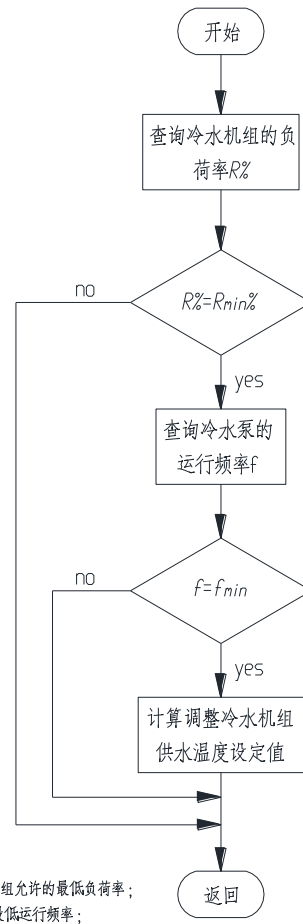 开始
查询冷水机组的负
荷率R%
no
R%=Rmin%
yes
查询冷水泵的
运行频率f
no
f=fmin
yes
计算调整冷水机组
供水温度设定值
组允许的最低负荷率；
最低运行频率；
返回